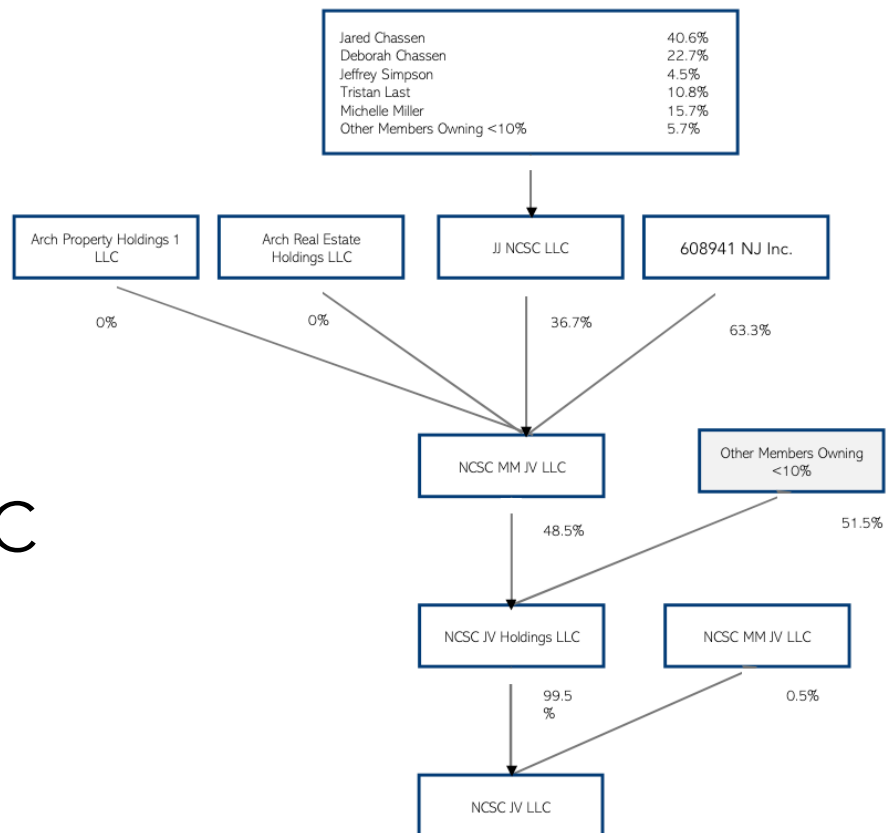 Jared Chassen 40.6%
Deborah Chassen 22.7%
Jeffrey Simpson 4.5%
Tristan Last 10.8%
Michelle Miller 15.7%
Other Members Owning <10% 5.7%
Arch Property Holdings 1
LLC
Arch Real Estate
Holdings LLC
JJ NCSC LLC
608941 NJ Inc.
0%
0%
36.7%
63.3%
NCSC MM JV LLC
Other Members Owning
<10%
C
48.5%
51.5%
NCSC JV Holdings LLC
NCSC MM JV LLC
99.5
%
0.5%
NCSC JV LLC